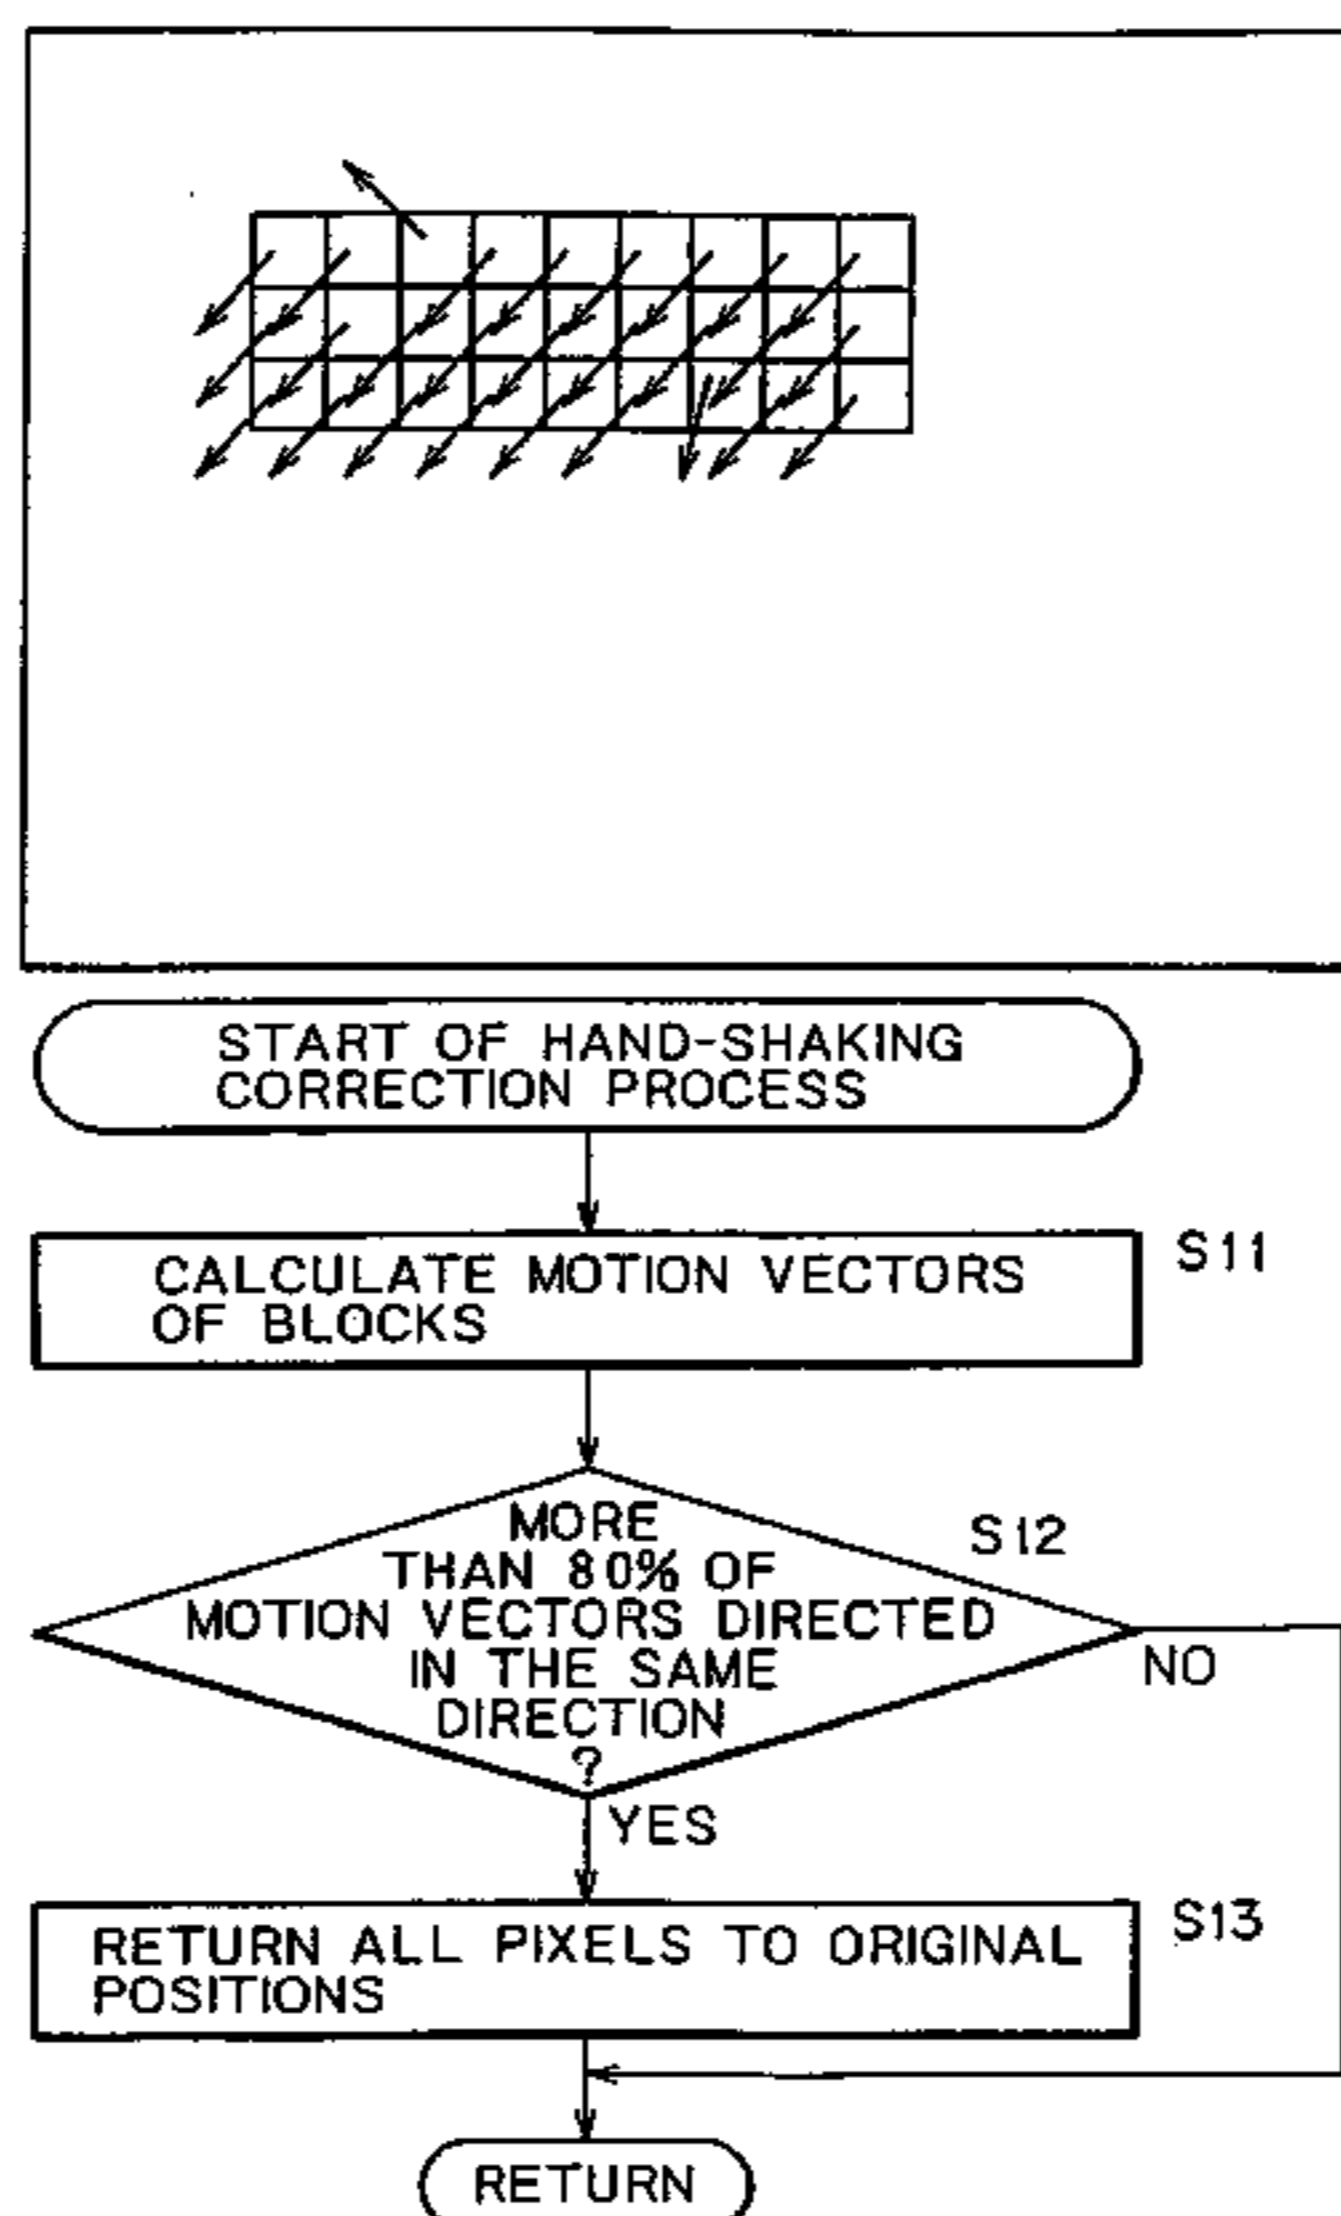 START OF HAND-SHAKING
CORRECTION PROCESS
CALCULATE MOTION VECTORS
OF BLOCKS
S11
MORE
THAN 80% OF
MOTION VECTORS DIRECTED
IN THE SAME
DIRECTION
?
S12
NO
YES
RETURN ALL PIXELS TO ORIGINAL
POSITIONS
S13
RETURN